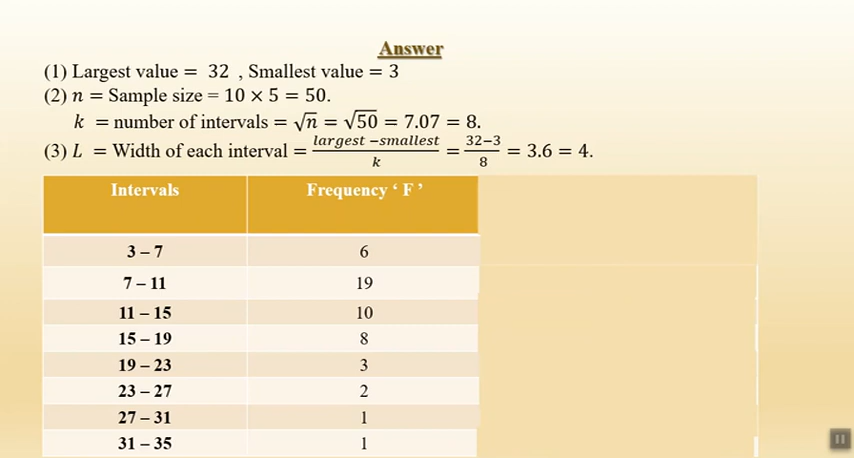 Answer
(1) Largest value = 32 , Smallest value = 3
(2) n = Sample size = 10 × 5 = 50.
k = number of intervals = √n = √50 = 7.07 = 8.
(3) L = Width of each interval = (largest −smallest)/k = (32−3)/8 = 3.6 = 4.
Intervals Frequency ‘ F ’
3 – 7 6
7 – 11 19
11 – 15 10
15 – 19 8
19 – 23 3
23 – 27 2
27 – 31 1
31 – 35 1